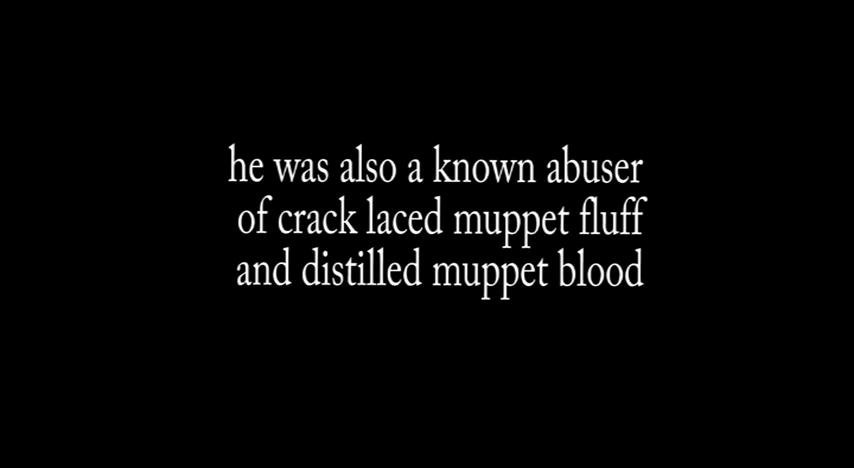 he was also a known abuser
of crack laced muppet fluff
and distilled muppet blood